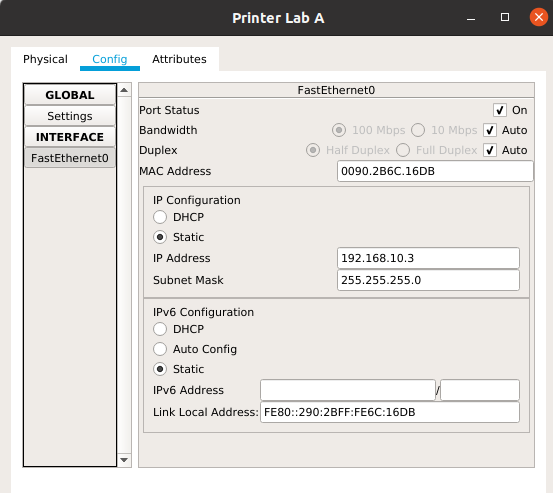 Printer Lab A
Physical Config Attributes
GLOBAL
Settings
INTERFACE
FastEthernet0
FastEthernet0
Port Status On
Bandwidth 100 Mbps 10 Mbps Auto
Duplex Half Duplex Full Duplex Auto
MAC Address 0090.2B6C.16DB
IP Configuration
DHCP
Static
IP Address 192.168.10.3
Subnet Mask 255.255.255.0
IPv6 Configuration
DHCP
Auto Config
Static
IPv6 Address /
Link Local Address: FE80::290:2BFF:FE6C:16DB